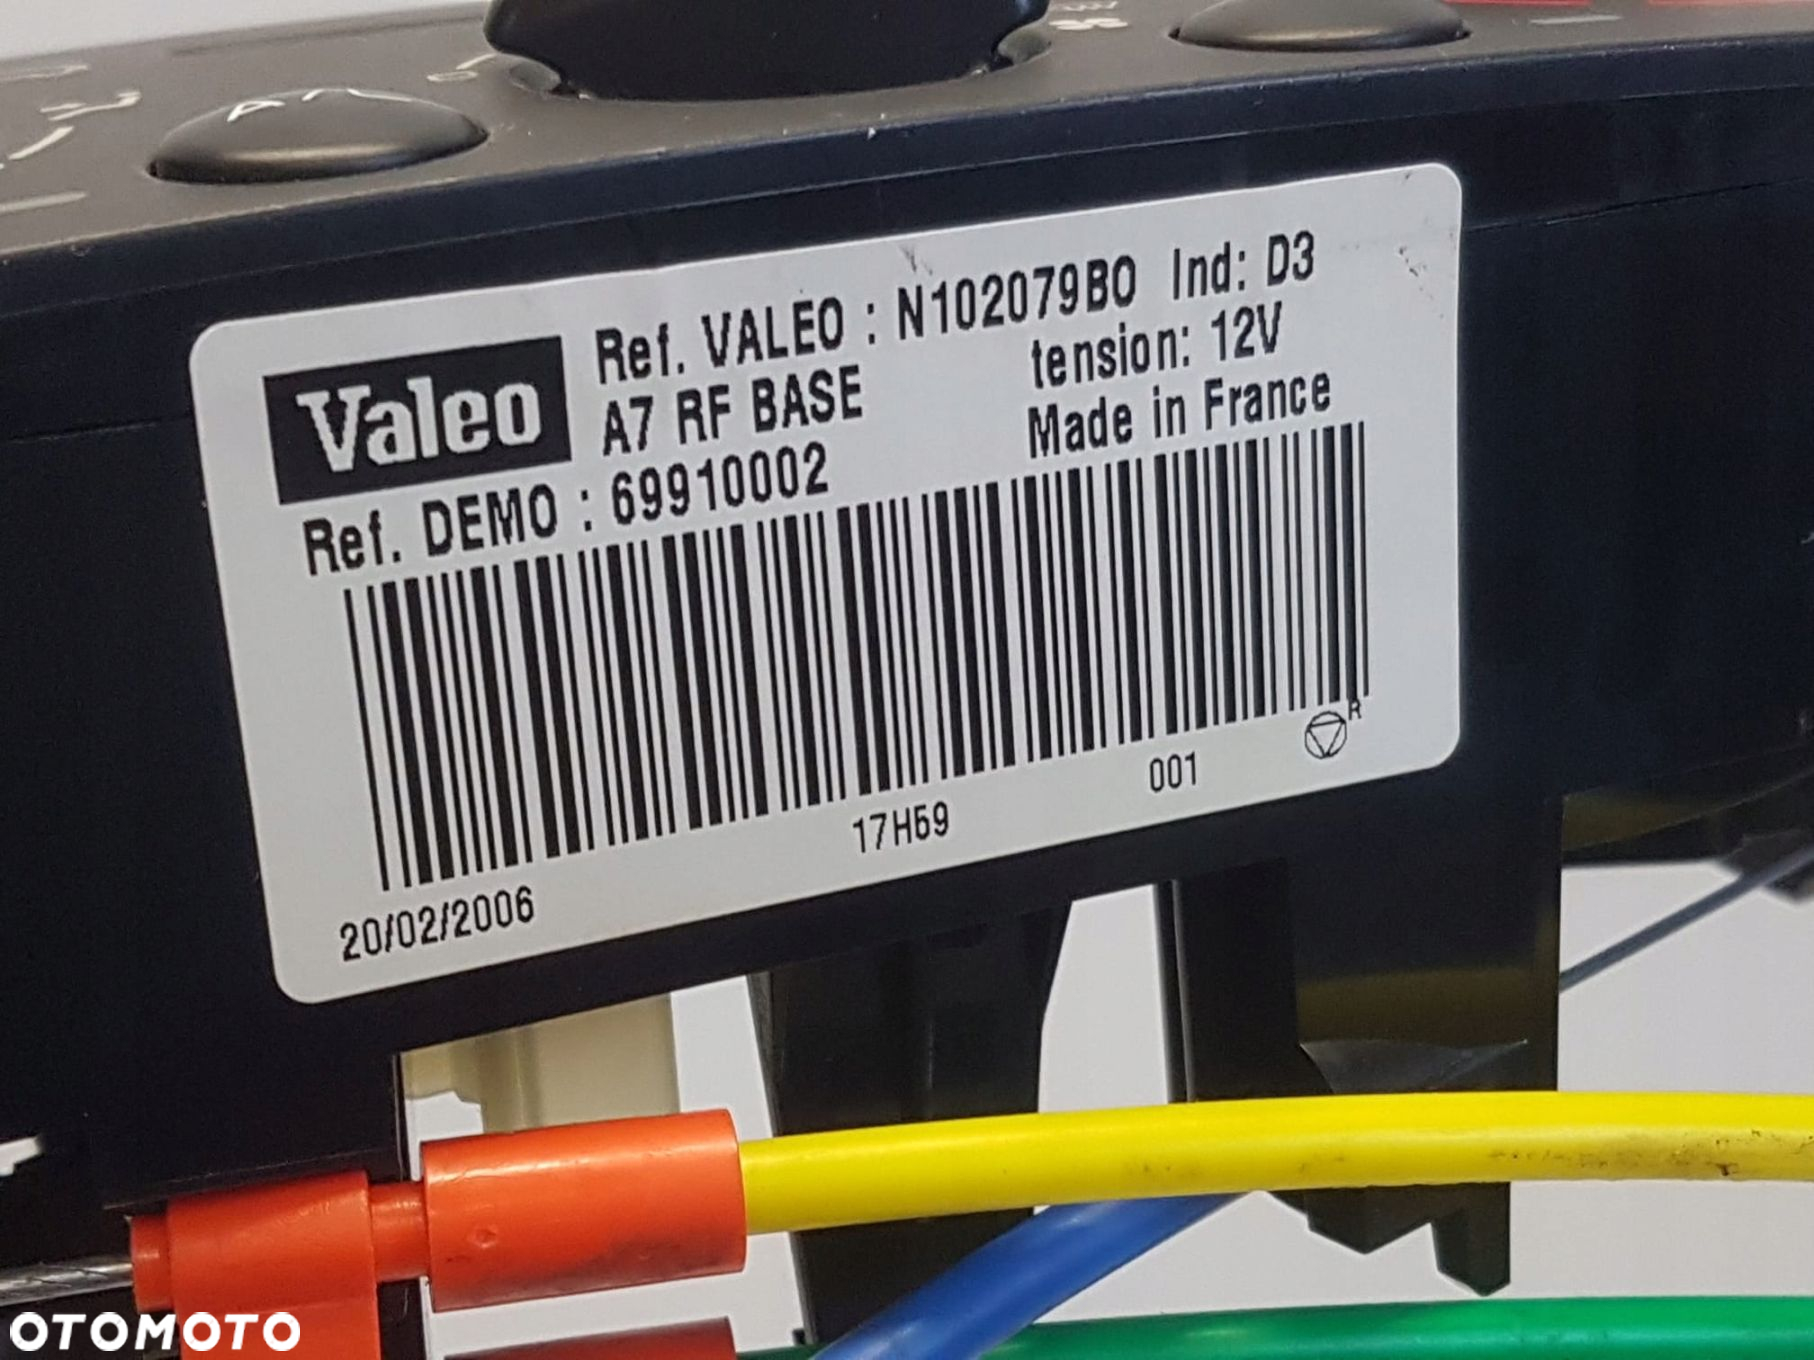 Valeo
Ref. VALEO : N102079B0 Ind: D3
A7 RF BASE tension: 12V
Ref. DEMO : 69910002 Made in France
20/02/2006 17H59 001
R
OTOMOTO